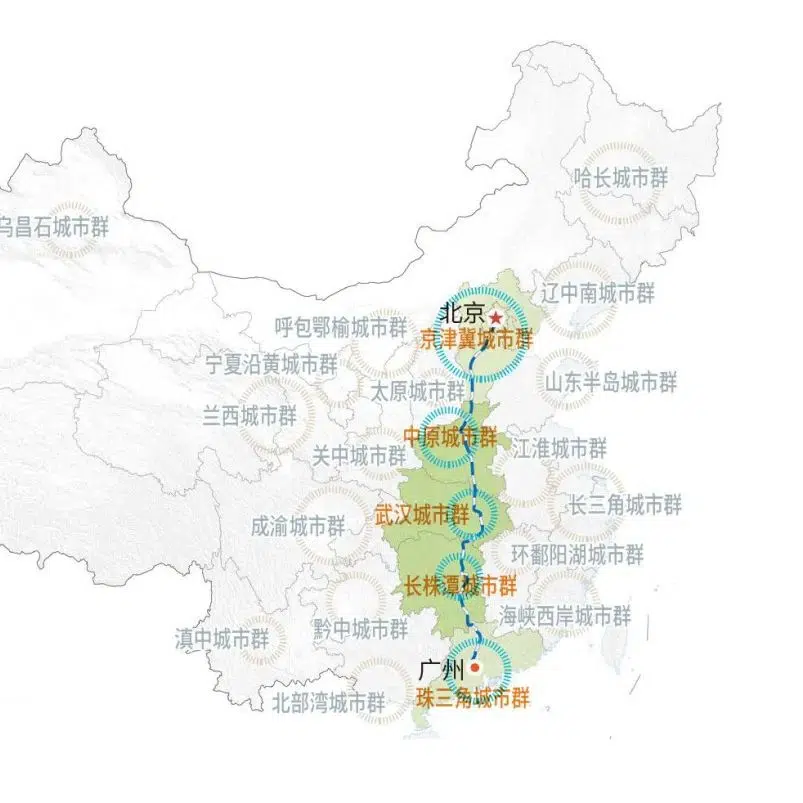 哈长城市群
乌昌石城市群
辽中南城市群
北京
呼包鄂榆城市群
京津冀城市群
宁夏沿黄城市群
太原城市群
山东半岛城市群
兰西城市群
中原城市群
关中城市群
江淮城市群
长三角城市群
武汉城市群
成渝城市群
环鄱阳湖城市群
长株潭城市群
海峡西岸城市群
黔中城市群
滇中城市群
广州
北部湾城市群
珠三角城市群